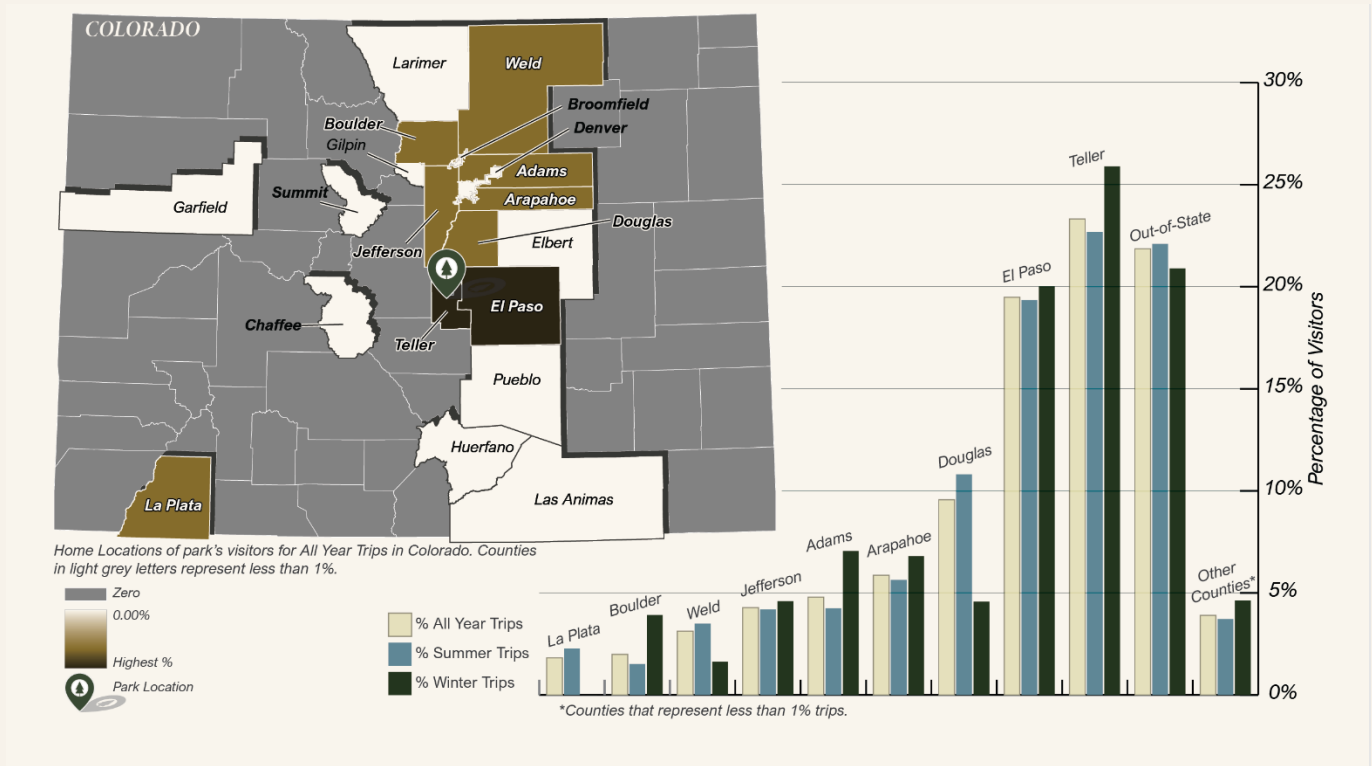 COLORADO
Larimer
Weld
Broomfield
Boulder
Denver
Gilpin
Adams
Summit
Arapahoe
Garfield
Douglas
Jefferson
Elbert
El Paso
Chaffee
Teller
Pueblo
Huerfano
Las Animas
La Plata
Home Locations of park's visitors for All Year Trips in Colorado. Counties
in light grey letters represent less than 1%.
Zero
0.00%
Highest %
Park Location
% All Year Trips
% Summer Trips
% Winter Trips
La Plata
Boulder
Weld
Jefferson
Adams
Arapahoe
Douglas
El Paso
Teller
Out-of-State
Other
Counties*
30%
25%
20%
15%
10%
5%
0%
Percentage of Visitors
*Counties that represent less than 1% trips.